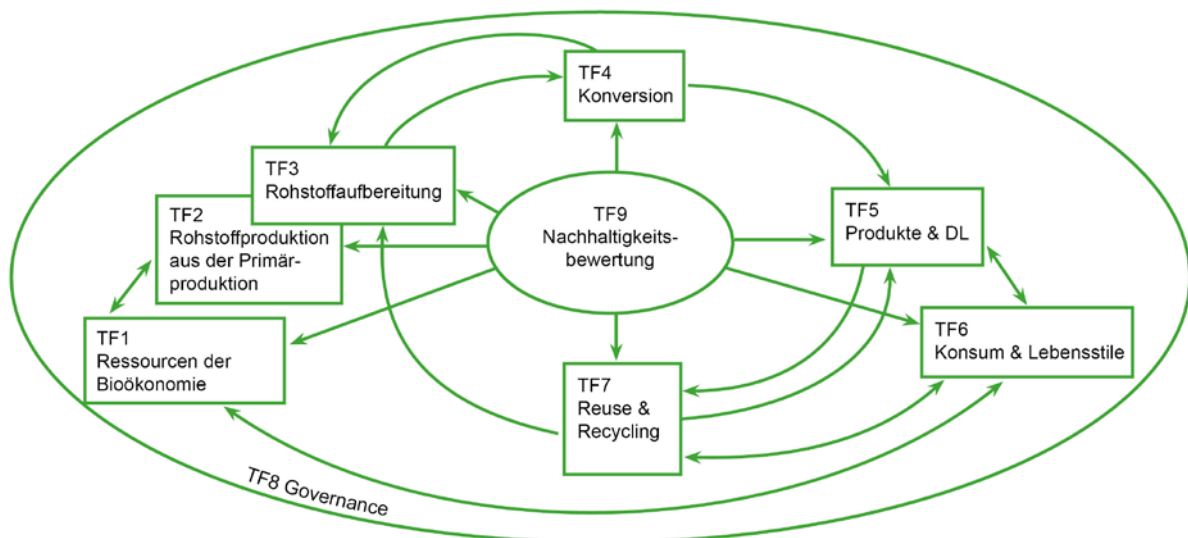 TF4
Konversion
TF3
Rohstoffaufbereitung
TF2
Rohstoffproduktion
aus der Primär-
produktion
TF1
Ressourcen der
Bioökonomie
TF9
Nachhaltigkeits-
bewertung
TF5
Produkte & DL
TF6
Konsum & Lebensstile
TF7
Reuse &
Recycling
TF8 Governance